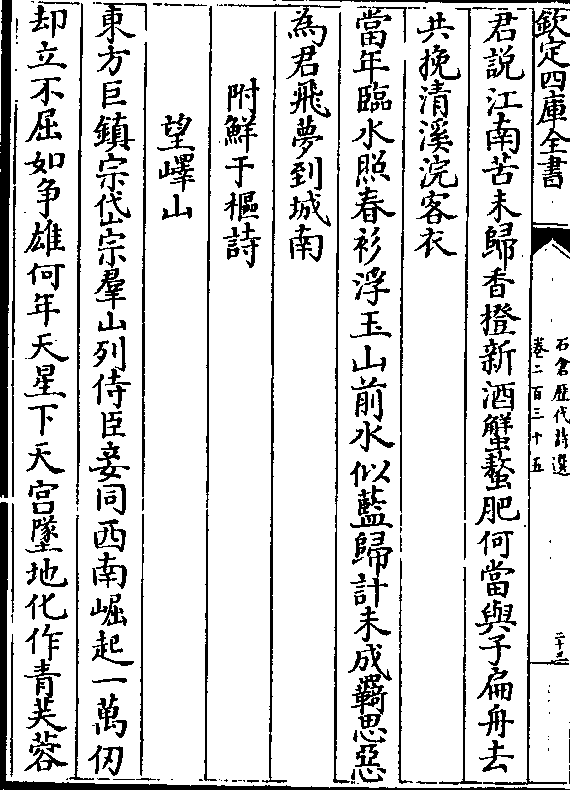 欽定四庫全書
石倉歷代詩選
卷二百三十五
君説江南苦未歸香橙新酒蟹螯肥何當與子扁舟去
共挽清溪浣客衣
當年臨水照春衫浮玉山前水似藍歸計未成羇思惡
為君飛夢到城南
附鮮于樞詩
望嶧山
東方巨鎮宗岱宗羣山列侍臣妾同西南崛起一萬仞
却立不屈如争雄何年天星下天宫墜地化作青芙蓉